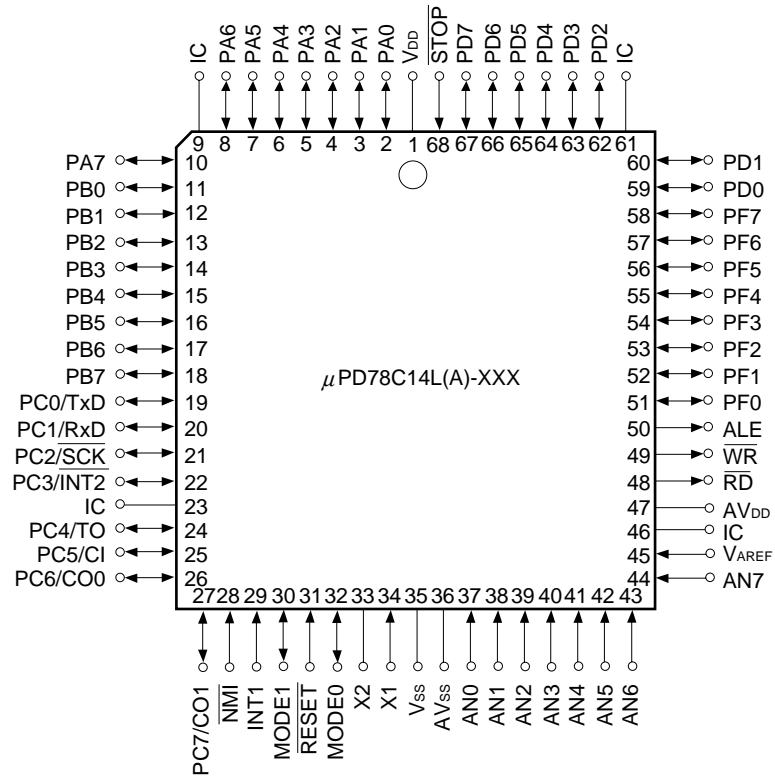 IC
PA6
PA5
PA4
PA3
PA2
PA1
PA0
VDD
STOP
PD7
PD6
PD5
PD4
PD3
PD2
IC
9
8
7
6
5
4
3
2
1
68
67
66
65
64
63
62
61
PA7 10
PB0 11
PB1 12
PB2 13
PB3 14
PB4 15
PB5 16
PB6 17
PB7 18
PC0/TxD 19
PC1/RxD 20
PC2/SCK 21
PC3/INT2 22
IC 23
PC4/TO 24
PC5/CI 25
PC6/CO0 26
μPD78C14L(A)-XXX
60 PD1
59 PD0
58 PF7
57 PF6
56 PF5
55 PF4
54 PF3
53 PF2
52 PF1
51 PF0
50 ALE
49 WR
48 RD
47 AVDD
46 IC
45 VAREF
44 AN7
27
28
29
30
31
32
33
34
35
36
37
38
39
40
41
42
43
PC7/CO1
NMI
INT1
MODE1
RESET
MODE0
X2
X1
VSS
AVSS
AN0
AN1
AN2
AN3
AN4
AN5
AN6